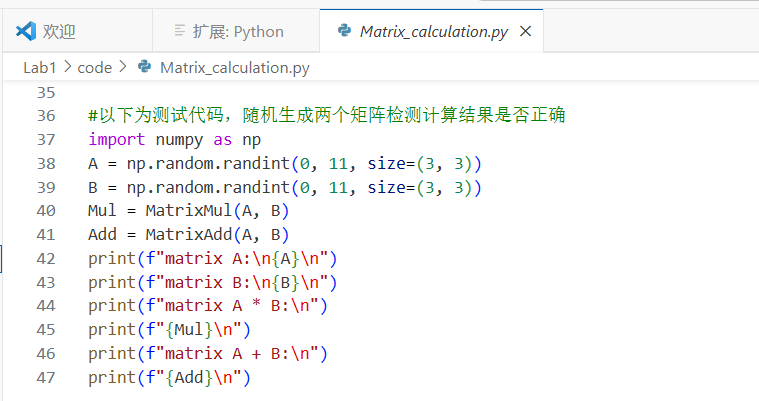 欢迎 扩展: Python Matrix_calculation.py
Lab1 > code > Matrix_calculation.py
35
36 #以下为测试代码，随机生成两个矩阵检测计算结果是否正确
37 import numpy as np
38 A = np.random.randint(0, 11, size=(3, 3))
39 B = np.random.randint(0, 11, size=(3, 3))
40 Mul = MatrixMul(A, B)
41 Add = MatrixAdd(A, B)
42 print(f"matrix A:\n{A}\n")
43 print(f"matrix B:\n{B}\n")
44 print(f"matrix A * B:\n")
45 print(f"{Mul}\n")
46 print(f"matrix A + B:\n")
47 print(f"{Add}\n")